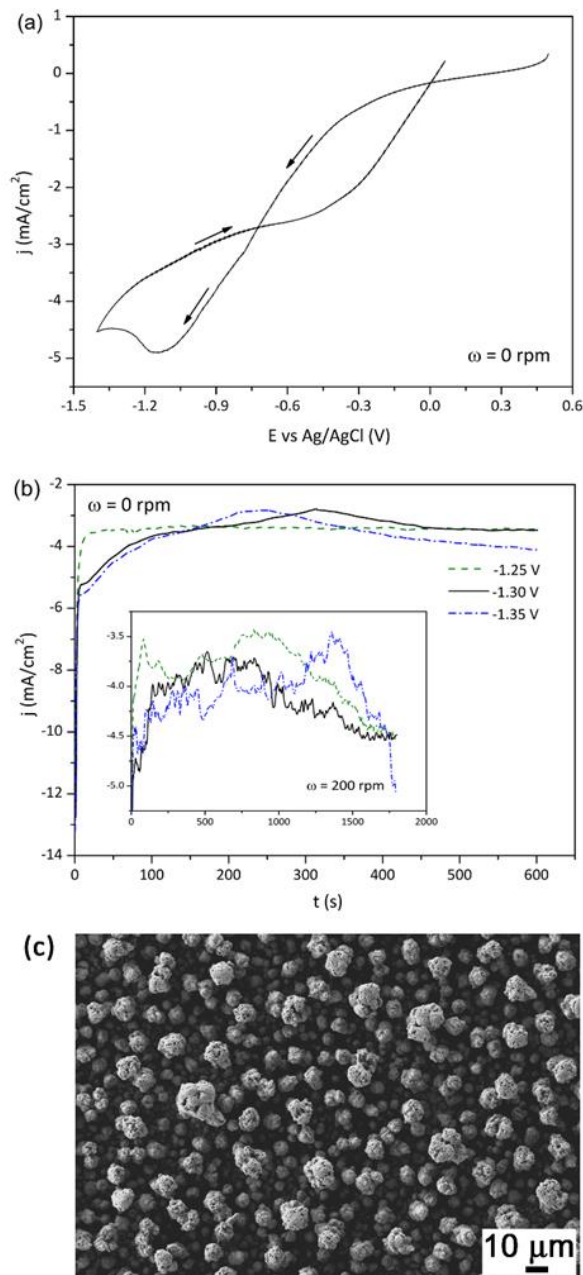 (a)
1
0
-1
-2
-3
-4
-5
j (mA/cm²)
ω = 0 rpm
-1.5 -1.2 -0.9 -0.6 -0.3 0.0 0.3 0.6
E vs Ag/AgCl (V)
(b)
-2
-4
-6
-8
-10
-12
-14
j (mA/cm²)
ω = 0 rpm
-1.25 V
-1.30 V
-1.35 V
-3.5
-4.0
-4.5
-5.0
ω = 200 rpm
0 500 1000 1500 2000
0 100 200 300 400 500 600
t (s)
(c)
10 µm